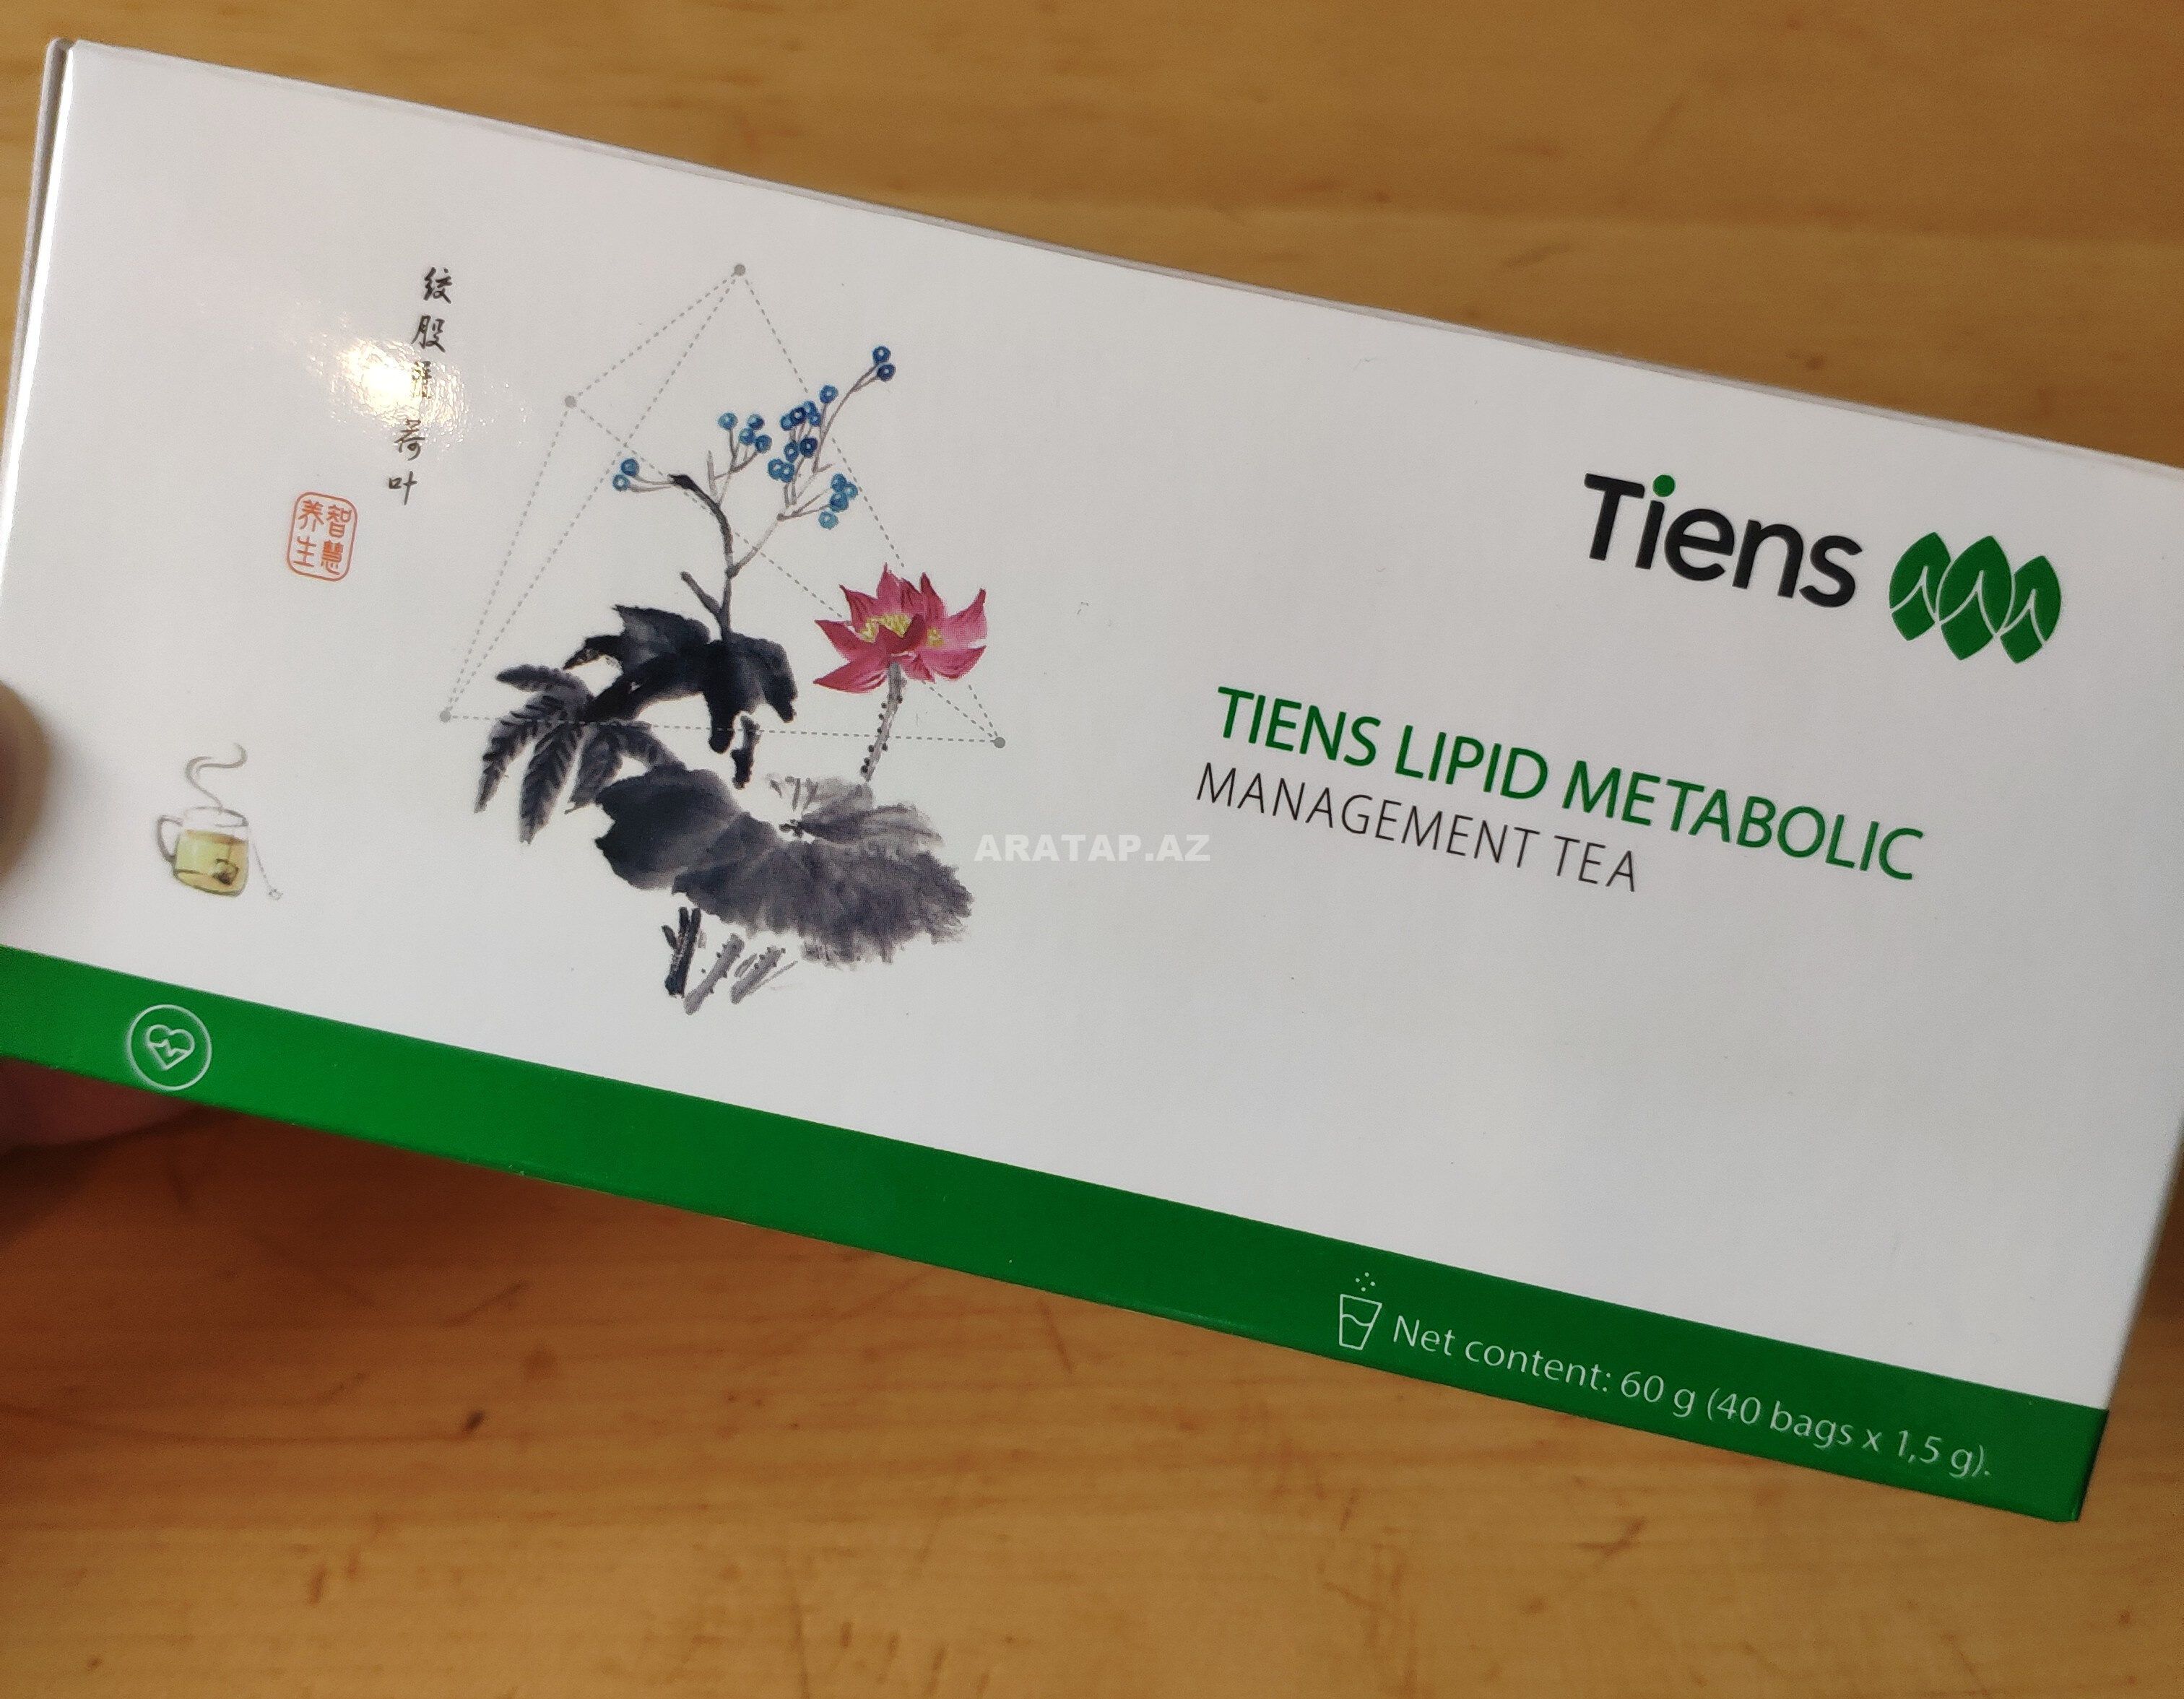 绞股蓝 荷叶
智慧
养生
Tiens
TIENS LIPID METABOLIC
MANAGEMENT TEA
ARATAP.AZ
Net content: 60 g (40 bags x 1,5 g).